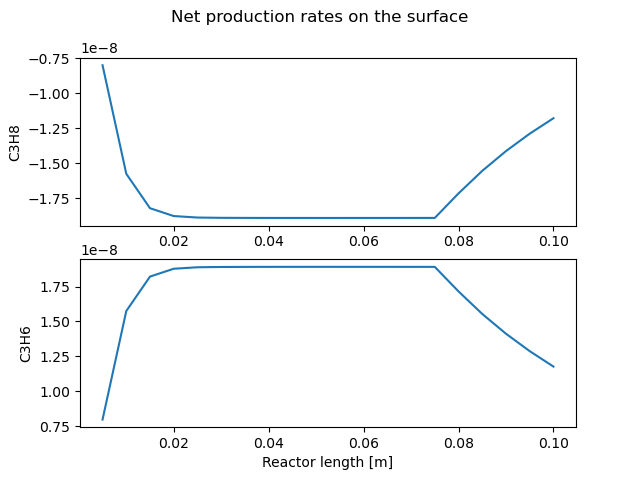 Net production rates on the surface
1e−8
−0.75
−1.00
−1.25
−1.50
−1.75
C3H8
0.02 0.04 0.06 0.08 0.10
1e−8
1.75
1.50
1.25
1.00
0.75
C3H6
0.02 0.04 0.06 0.08 0.10
Reactor length [m]